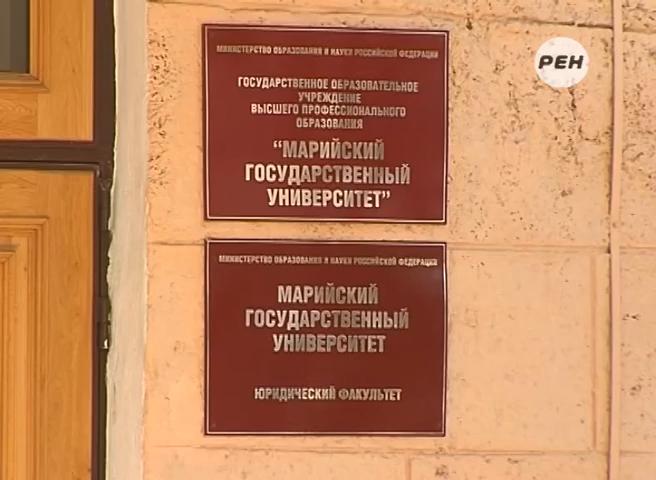 РЕН
МИНИСТЕРСТВО ОБРАЗОВАНИЯ И НАУКИ РОССИЙСКОЙ ФЕДЕРАЦИИ
ГОСУДАРСТВЕННОЕ ОБРАЗОВАТЕЛЬНОЕ
УЧРЕЖДЕНИЕ
ВЫСШЕГО ПРОФЕССИОНАЛЬНОГО
ОБРАЗОВАНИЯ
"МАРИЙСКИЙ
ГОСУДАРСТВЕННЫЙ
УНИВЕРСИТЕТ"
МИНИСТЕРСТВО ОБРАЗОВАНИЯ И НАУКИ РОССИЙСКОЙ ФЕДЕРАЦИИ
МАРИЙСКИЙ
ГОСУДАРСТВЕННЫЙ
УНИВЕРСИТЕТ
ЮРИДИЧЕСКИЙ ФАКУЛЬТЕТ